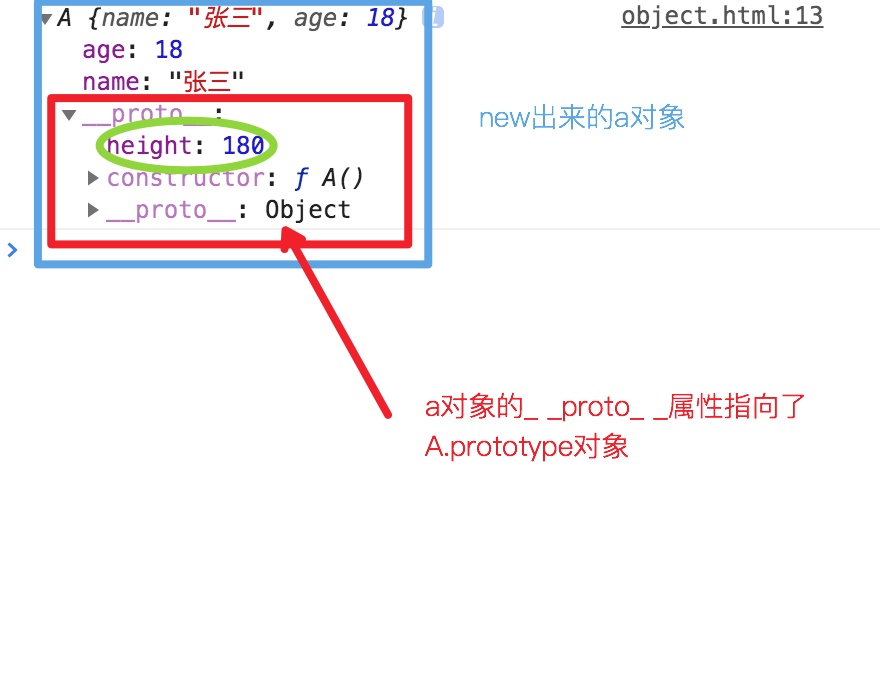 A {name: "张三", age: 18} i object.html:13
age: 18
name: "张三"
__proto__:
new出来的a对象
height: 180
constructor: ƒ A()
__proto__: Object
a对象的_ _proto_ _属性指向了
A.prototype对象